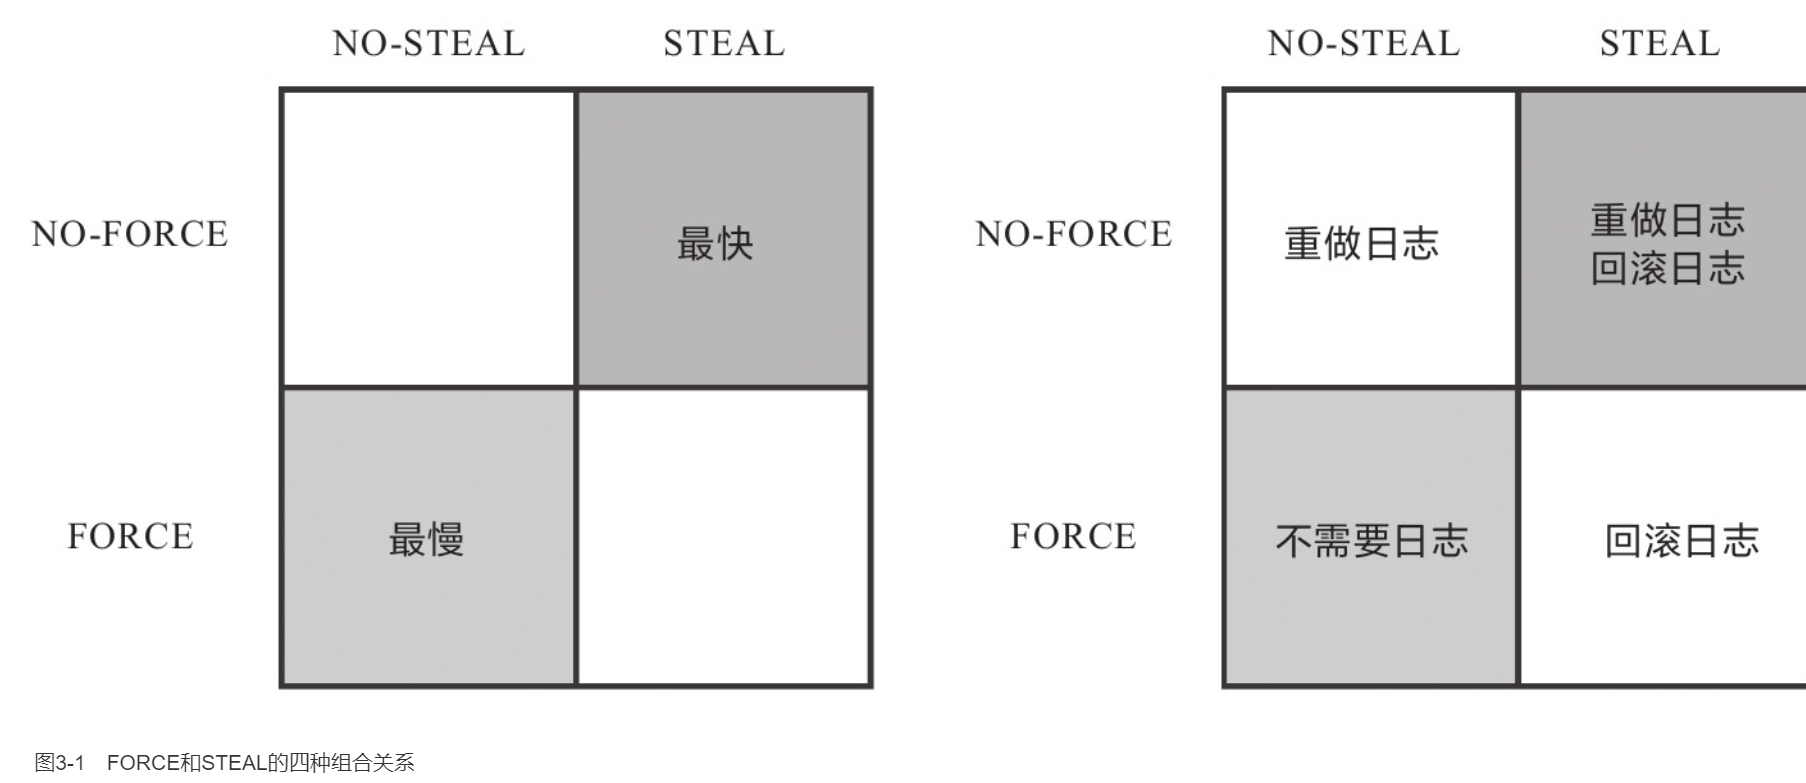 NO-STEAL STEAL NO-STEAL STEAL
NO-FORCE 最快 NO-FORCE 重做日志 重做日志
回滚日志
FORCE 最慢 FORCE 不需要日志 回滚日志
图3-1 FORCE和STEAL的四种组合关系